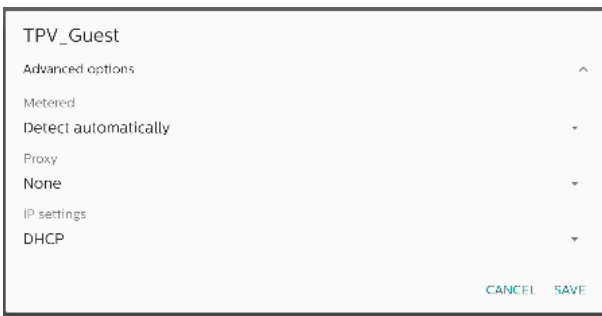 TPV_Guest
Advanced options
Metered
Detect automatically
Proxy
None
IP settings
DHCP
CANCEL SAVE